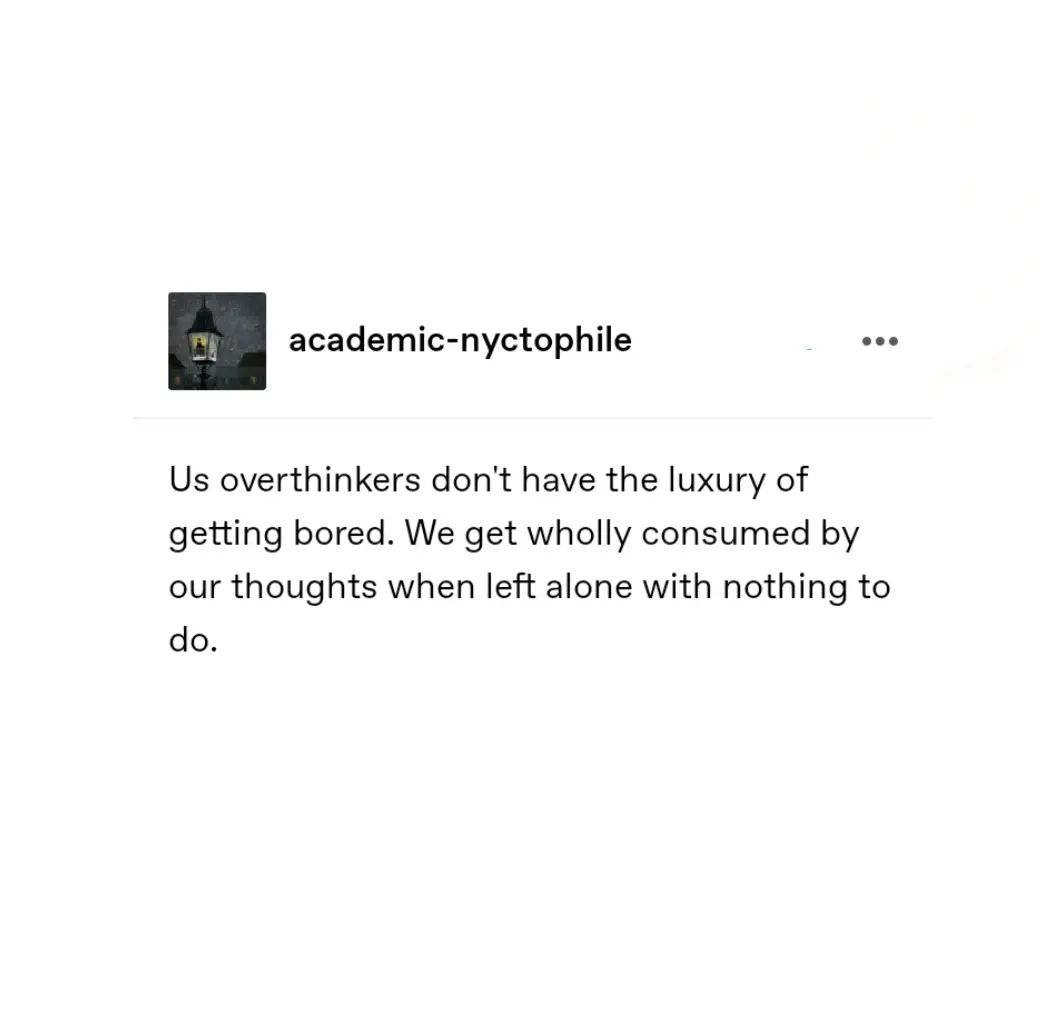 academic-nyctophile
Us overthinkers don't have the luxury of
getting bored. We get wholly consumed by
our thoughts when left alone with nothing to
do.